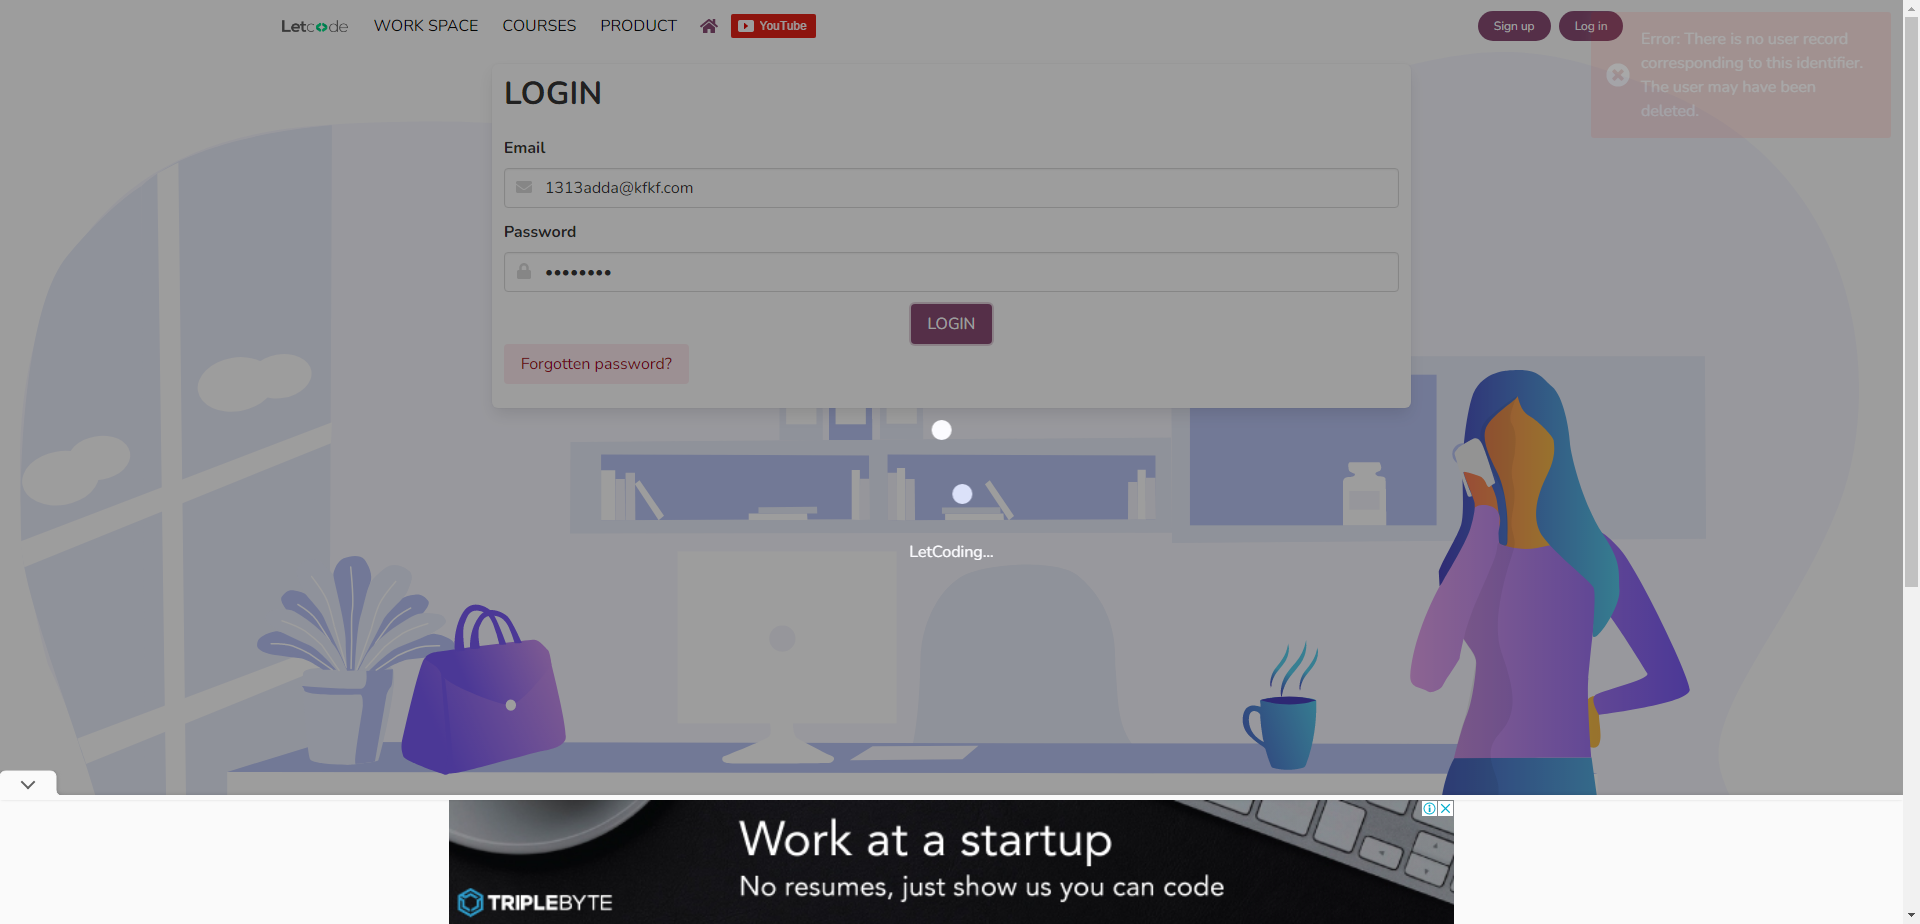 Letcode WORK SPACE COURSES PRODUCT YouTube Sign up Log in
Error: There is no user record
corresponding to this identifier.
The user may have been
deleted.
LOGIN
Email
1313adda@kfkf.com
Password
••••••••
LOGIN
Forgotten password?
LetCoding...
Work at a startup
No resumes, just show us you can code
TRIPLEBYTE